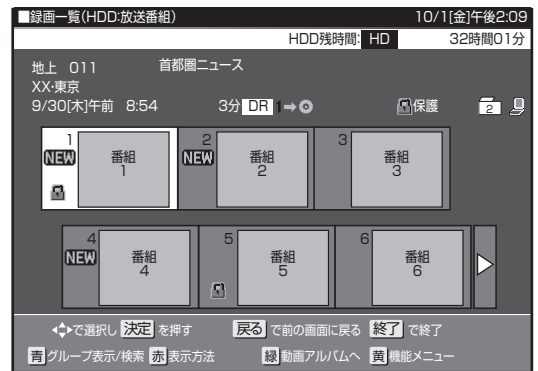 ■録画一覧(HDD:放送番組) 10/1[金]午後2:09
HDD残時間: HD 32時間01分
地上 011 首都圏ニュース
XX・東京
9/30[木]午前 8:54 3分 DR 1➡ 保護 2
1 NEW 番組 1
2 NEW 番組 2
3 番組 3
4 NEW 番組 4
5 番組 5
6 番組 6
で選択し 決定 を押す 戻る で前の画面に戻る 終了 で終了
青 グループ表示/検索 赤 表示方法 緑 動画アルバムへ 黄 機能メニュー